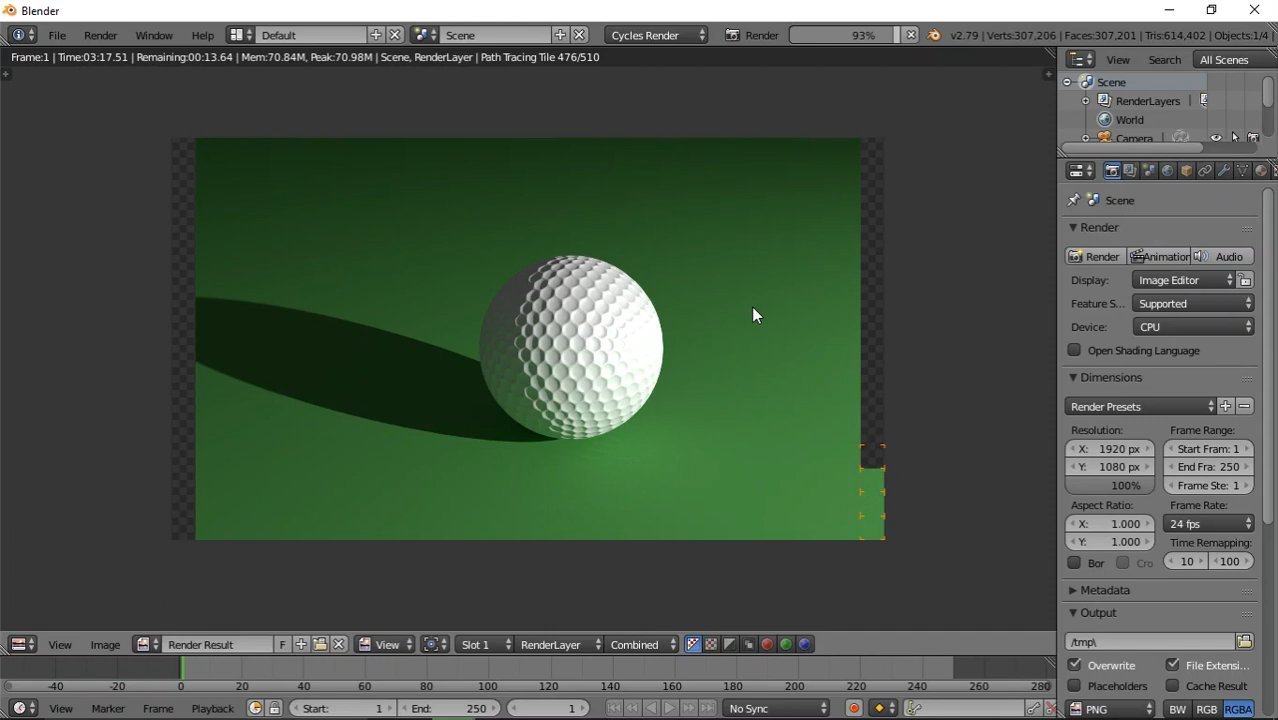 Blender
File Render Window Help Default Scene Cycles Render Render 93% v2.79 | Verts:307,206 | Faces:307,201 | Tris:614,402 | Objects:1/4
Frame:1 | Time:03:17.51 | Remaining:00:13.64 | Mem:70.84M, Peak:70.98M | Scene, RenderLayer | Path Tracing Tile 476/510
View Search All Scenes
Scene
RenderLayers
World
Camera
Scene
Render
Render Animation Audio
Display: Image Editor
Feature S... Supported
Device: CPU
Open Shading Language
Dimensions
Render Presets
Resolution: Frame Range:
X: 1920 px Start Fram: 1
Y: 1080 px End Fra: 250
100% Frame Ste: 1
Aspect Ratio: Frame Rate:
X: 1.000 24 fps
Y: 1.000 Time Remapping:
Bor Cro 10 100
Metadata
Output
/tmp\
Overwrite File Extensi...
Placeholders Cache Result
PNG BW RGB RGBA
View Image Render Result F View Slot 1 RenderLayer Combined
-40 -20 0 20 40 60 80 100 120 140 160 180 200 220 240 260 280
View Marker Frame Playback Start: 1 End: 250 1 No Sync